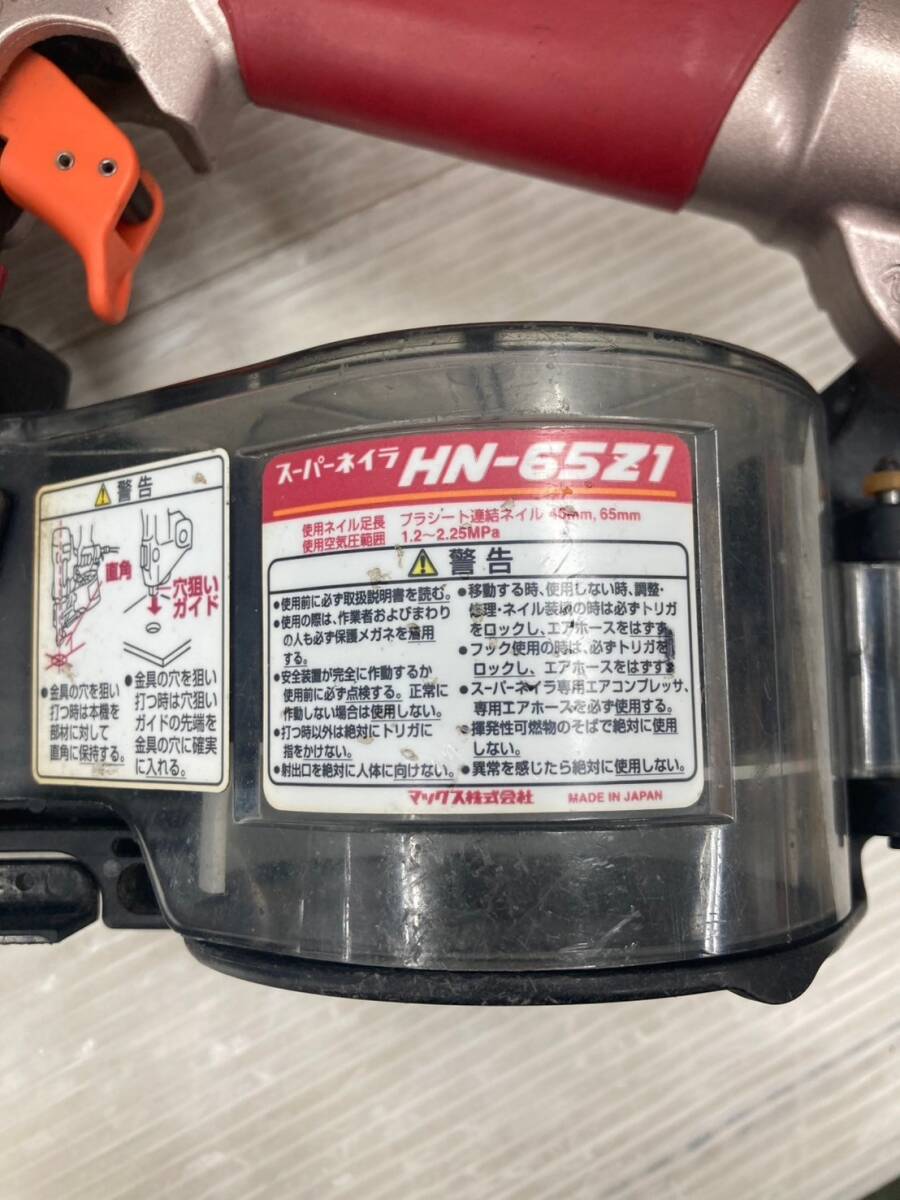 警告
直角
穴狙い
ガイド
●金具の穴を狙い
打つ時は本機を
部材に対して
直角に保持する。
●金具の穴を狙い
打つ時は穴狙い
ガイドの先端を
金具の穴に確実
に入れる。
スーパーネイラ HN-65Z1
使用ネイル足長 プラシート連結ネイル 45mm, 65mm
使用空気圧範囲 1.2～2.25MPa
警告
●使用前に必ず取扱説明書を読む。
●使用の際は、作業者およびまわり
の人も必ず保護メガネを着用
する。
●安全装置が完全に作動するか
使用前に必ず点検する。正常に
作動しない場合は使用しない。
●打つ時以外は絶対にトリガに
指をかけない。
●射出口を絶対に人体に向けない。
●移動する時、使用しない時、調整・
修理・ネイル装填の時は必ずトリガ
をロックし、エアホースをはずす。
●フック使用の時は、必ずトリガを
ロックし、エアホースをはずす。
●スーパーネイラ専用エアコンプレッサ、
専用エアホースを必ず使用する。
●揮発性可燃物のそばで絶対に使用
しない。
●異常を感じたら絶対に使用しない。
マックス株式会社 MADE IN JAPAN